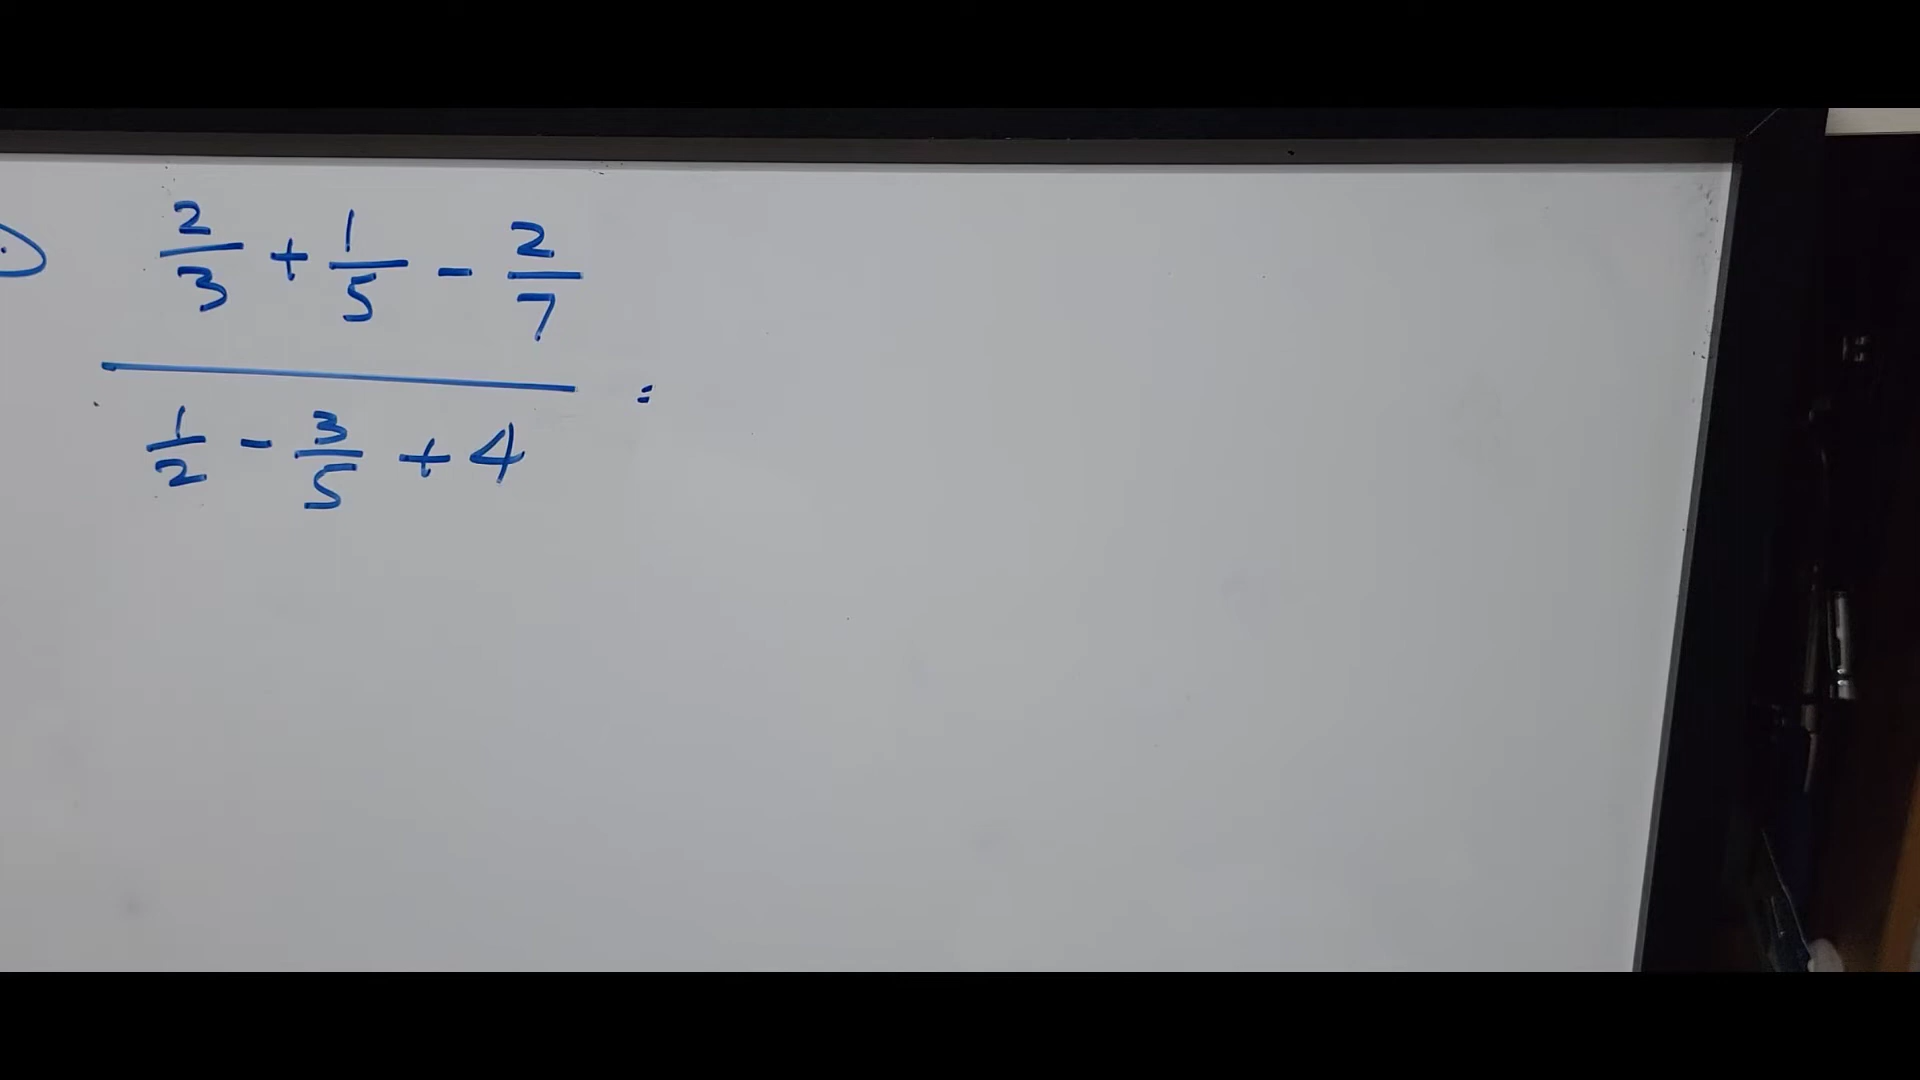 2/3 + 1/5 - 2/7
1/2 - 3/5 + 4 =